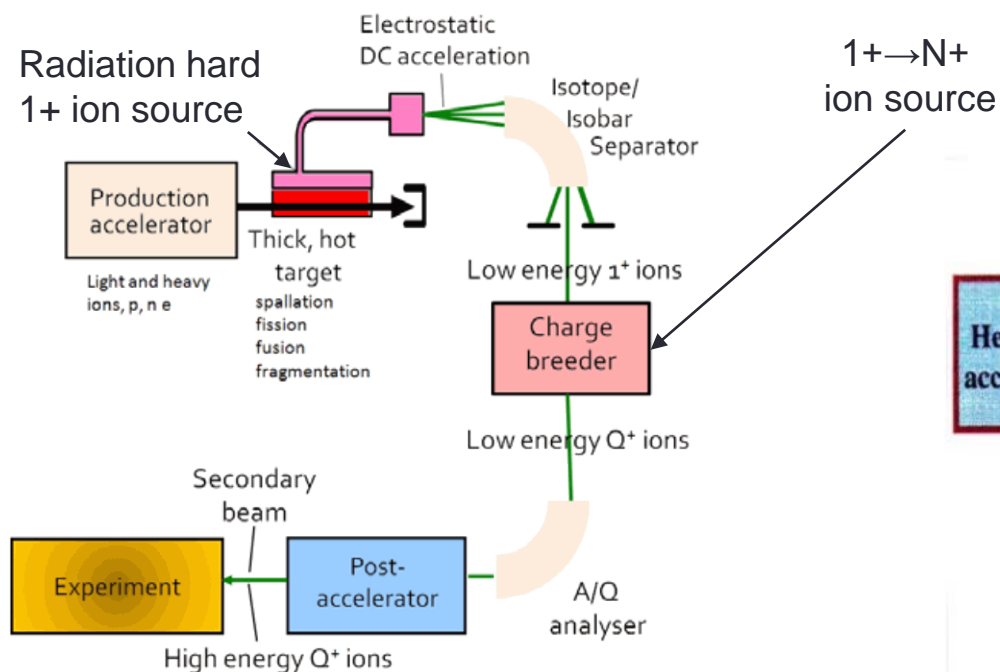 Radiation hard
1+ ion source
Electrostatic
DC acceleration
Isotope/
Isobar
Separator
1+→N+
ion source
Production
accelerator
Light and heavy
ions, p, n e
Thick, hot
target
spallation
fission
fusion
fragmentation
Low energy 1⁺ ions
Charge
breeder
Low energy Q⁺ ions
Secondary
beam
Experiment
Post-
accelerator
A/Q
analyser
High energy Q⁺ ions